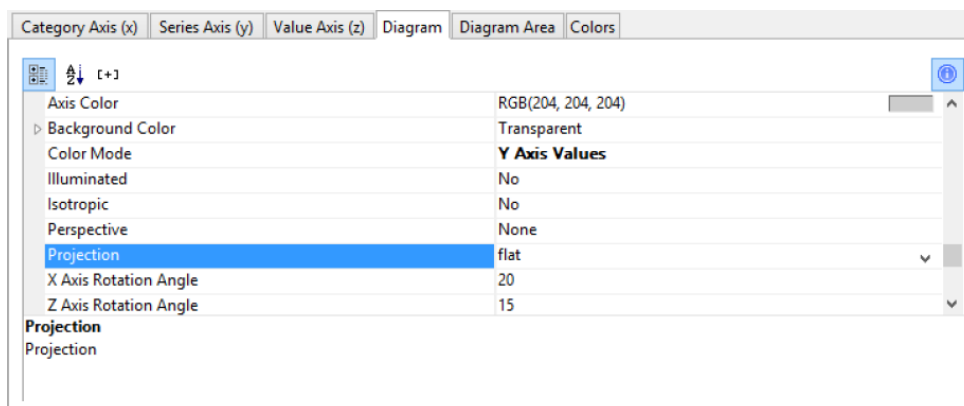 Category Axis (x) Series Axis (y) Value Axis (z) Diagram Diagram Area Colors
A Z [+]
Axis Color RGB(204, 204, 204)
Background Color Transparent
Color Mode Y Axis Values
Illuminated No
Isotropic No
Perspective None
Projection flat
X Axis Rotation Angle 20
Z Axis Rotation Angle 15
Projection
Projection